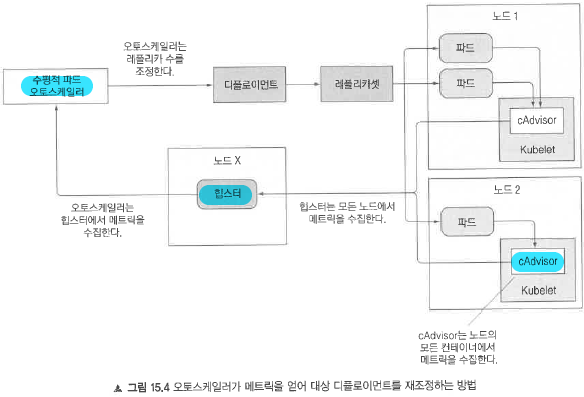 노드 1
오토스케일러는
레플리카 수를
조정한다.
파드
수평적 파드
오토스케일러
디플로이먼트
레플리카셋
파드
cAdvisor
Kubelet
노드 X
힙스터
노드 2
오토스케일러는
힙스터에서 메트릭을
수집한다.
힙스터는 모든 노드에서
메트릭을 수집한다.
파드
cAdvisor
Kubelet
cAdvisor는 노드의
모든 컨테이너에서
메트릭을 수집한다.
▲ 그림 15.4 오토스케일러가 메트릭을 얻어 대상 디플로이먼트를 재조정하는 방법